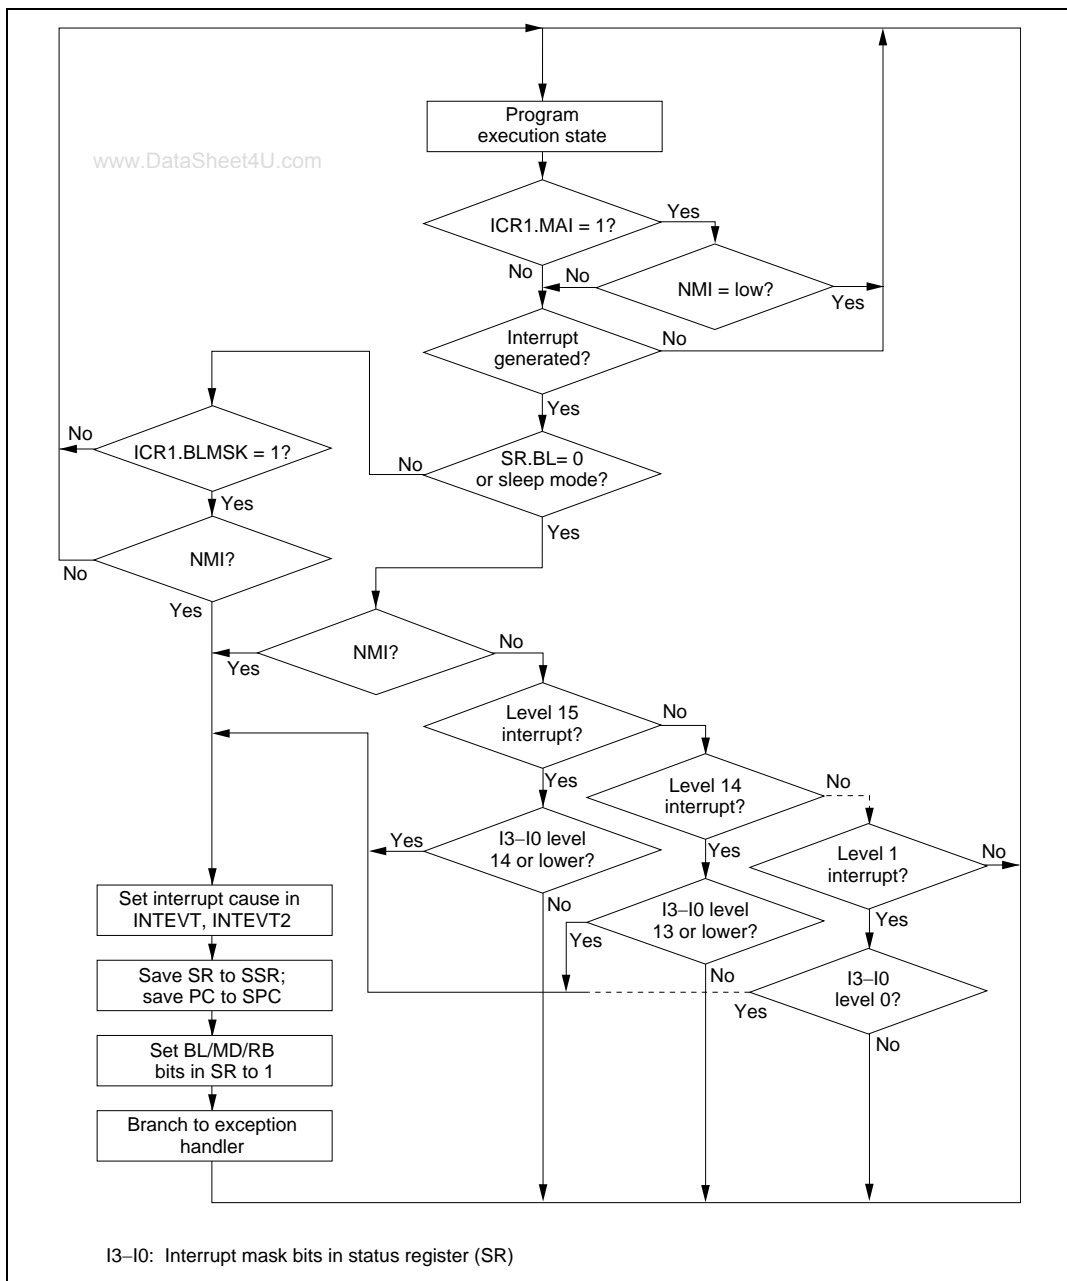 Program
execution state
www.DataSheet4U.com
ICR1.MAI = 1?
Yes
No
No
NMI = low?
Yes
Interrupt
generated?
No
Yes
No
ICR1.BLMSK = 1?
No
SR.BL= 0
or sleep mode?
Yes
Yes
NMI?
No
Yes
NMI?
No
Yes
Level 15
interrupt?
No
Yes
Level 14
interrupt?
No
Yes
I3–I0 level
14 or lower?
Yes
Level 1
interrupt?
No
Set interrupt cause in
INTEVT, INTEVT2
No
I3–I0 level
13 or lower?
Yes
Yes
Save SR to SSR;
save PC to SPC
No
I3–I0
level 0?
Yes
No
Set BL/MD/RB
bits in SR to 1
Branch to exception
handler
I3–I0: Interrupt mask bits in status register (SR)